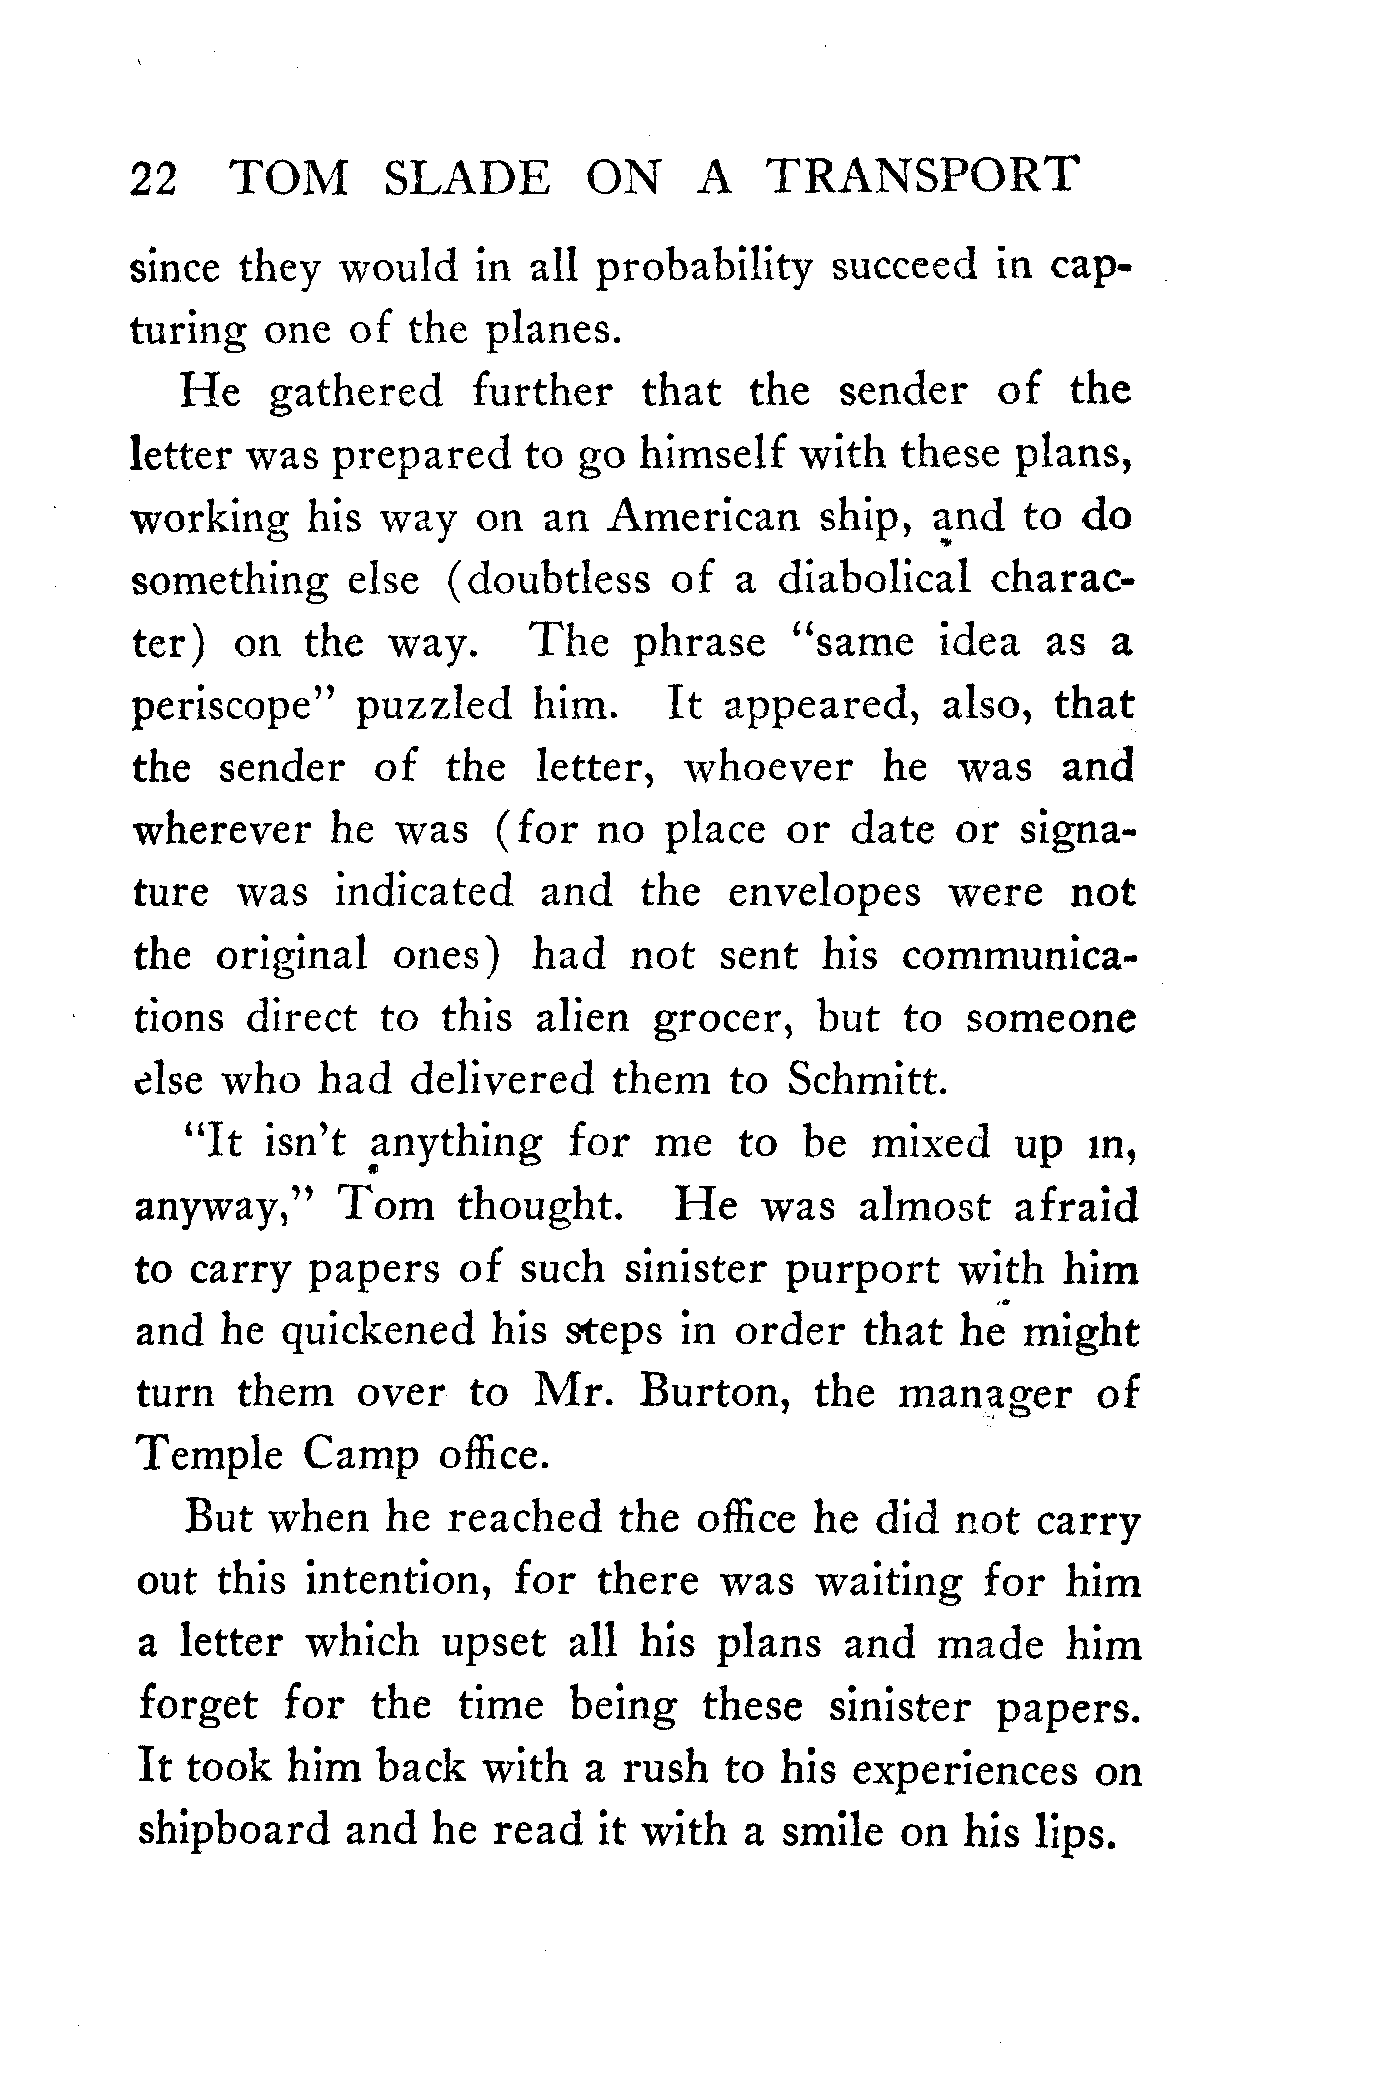 22 TOM SLADE ON A TRANSPORT
since they would in all probability succeed in cap-
turing one of the planes.
He gathered further that the sender of the
letter was prepared to go himself with these plans,
working his way on an American ship, and to do
something else (doubtless of a diabolical charac-
ter) on the way. The phrase “same idea as a
periscope” puzzled him. It appeared, also, that
the sender of the letter, whoever he was and
wherever he was (for no place or date or signa-
ture was indicated and the envelopes were not
the original ones) had not sent his communica-
tions direct to this alien grocer, but to someone
else who had delivered them to Schmitt.
“It isn’t anything for me to be mixed up in,
anyway,” Tom thought. He was almost afraid
to carry papers of such sinister purport with him
and he quickened his steps in order that he might
turn them over to Mr. Burton, the manager of
Temple Camp office.
But when he reached the office he did not carry
out this intention, for there was waiting for him
a letter which upset all his plans and made him
forget for the time being these sinister papers.
It took him back with a rush to his experiences on
shipboard and he read it with a smile on his lips.